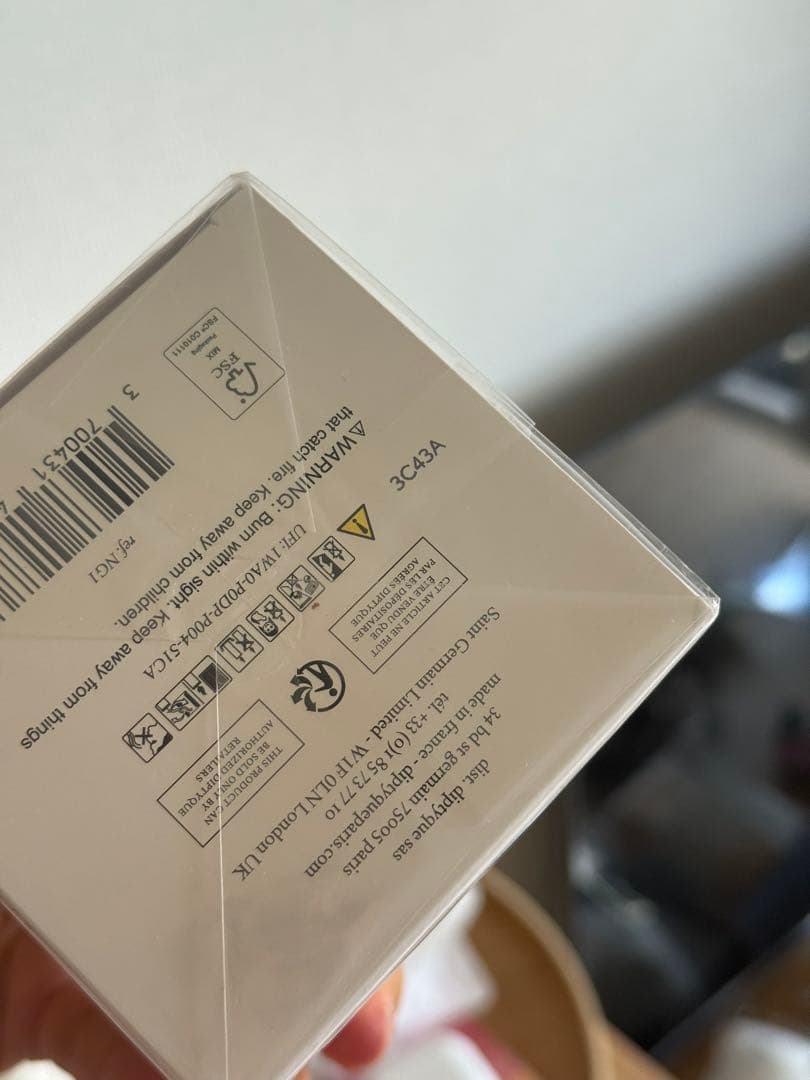 dist. diptyque sas
34 bd st germain 75005 paris
made in france - diptyqueparis.com
tél. +33 (0)1 85 73 77 10
Saint Germain Limited - W1F 0LN London UK
CET ARTICLE NE PEUT
ÊTRE VENDU QUE
PAR LES DÉPOSITAIRES
AGRÉÉS DIPTYQUE
THIS PRODUCT CAN
BE SOLD ONLY BY
AUTHORIZED DIPTYQUE
RETAILERS
UFI: 1WA0-P0DP-P004-51CA
⚠ WARNING: Burn within sight. Keep away from things
that catch fire. Keep away from children.
3C43A
ref NG1
3 700431 4
FSC
MIX
Packaging
FSC® C010111